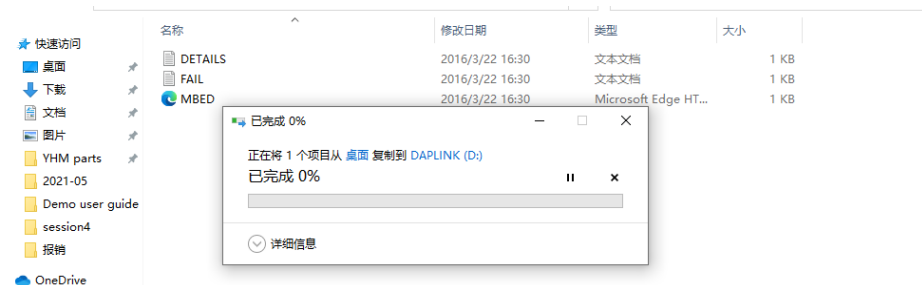 名称 修改日期 类型 大小
快速访问
桌面
下载
文档
图片
YHM parts
2021-05
Demo user guide
session4
报销
OneDrive
DETAILS 2016/3/22 16:30 文本文档 1 KB
FAIL 2016/3/22 16:30 文本文档 1 KB
MBED 2016/3/22 16:30 Microsoft Edge HT... 1 KB
已完成 0%
正在将 1 个项目从 桌面 复制到 DAPLINK (D:)
已完成 0%
详细信息